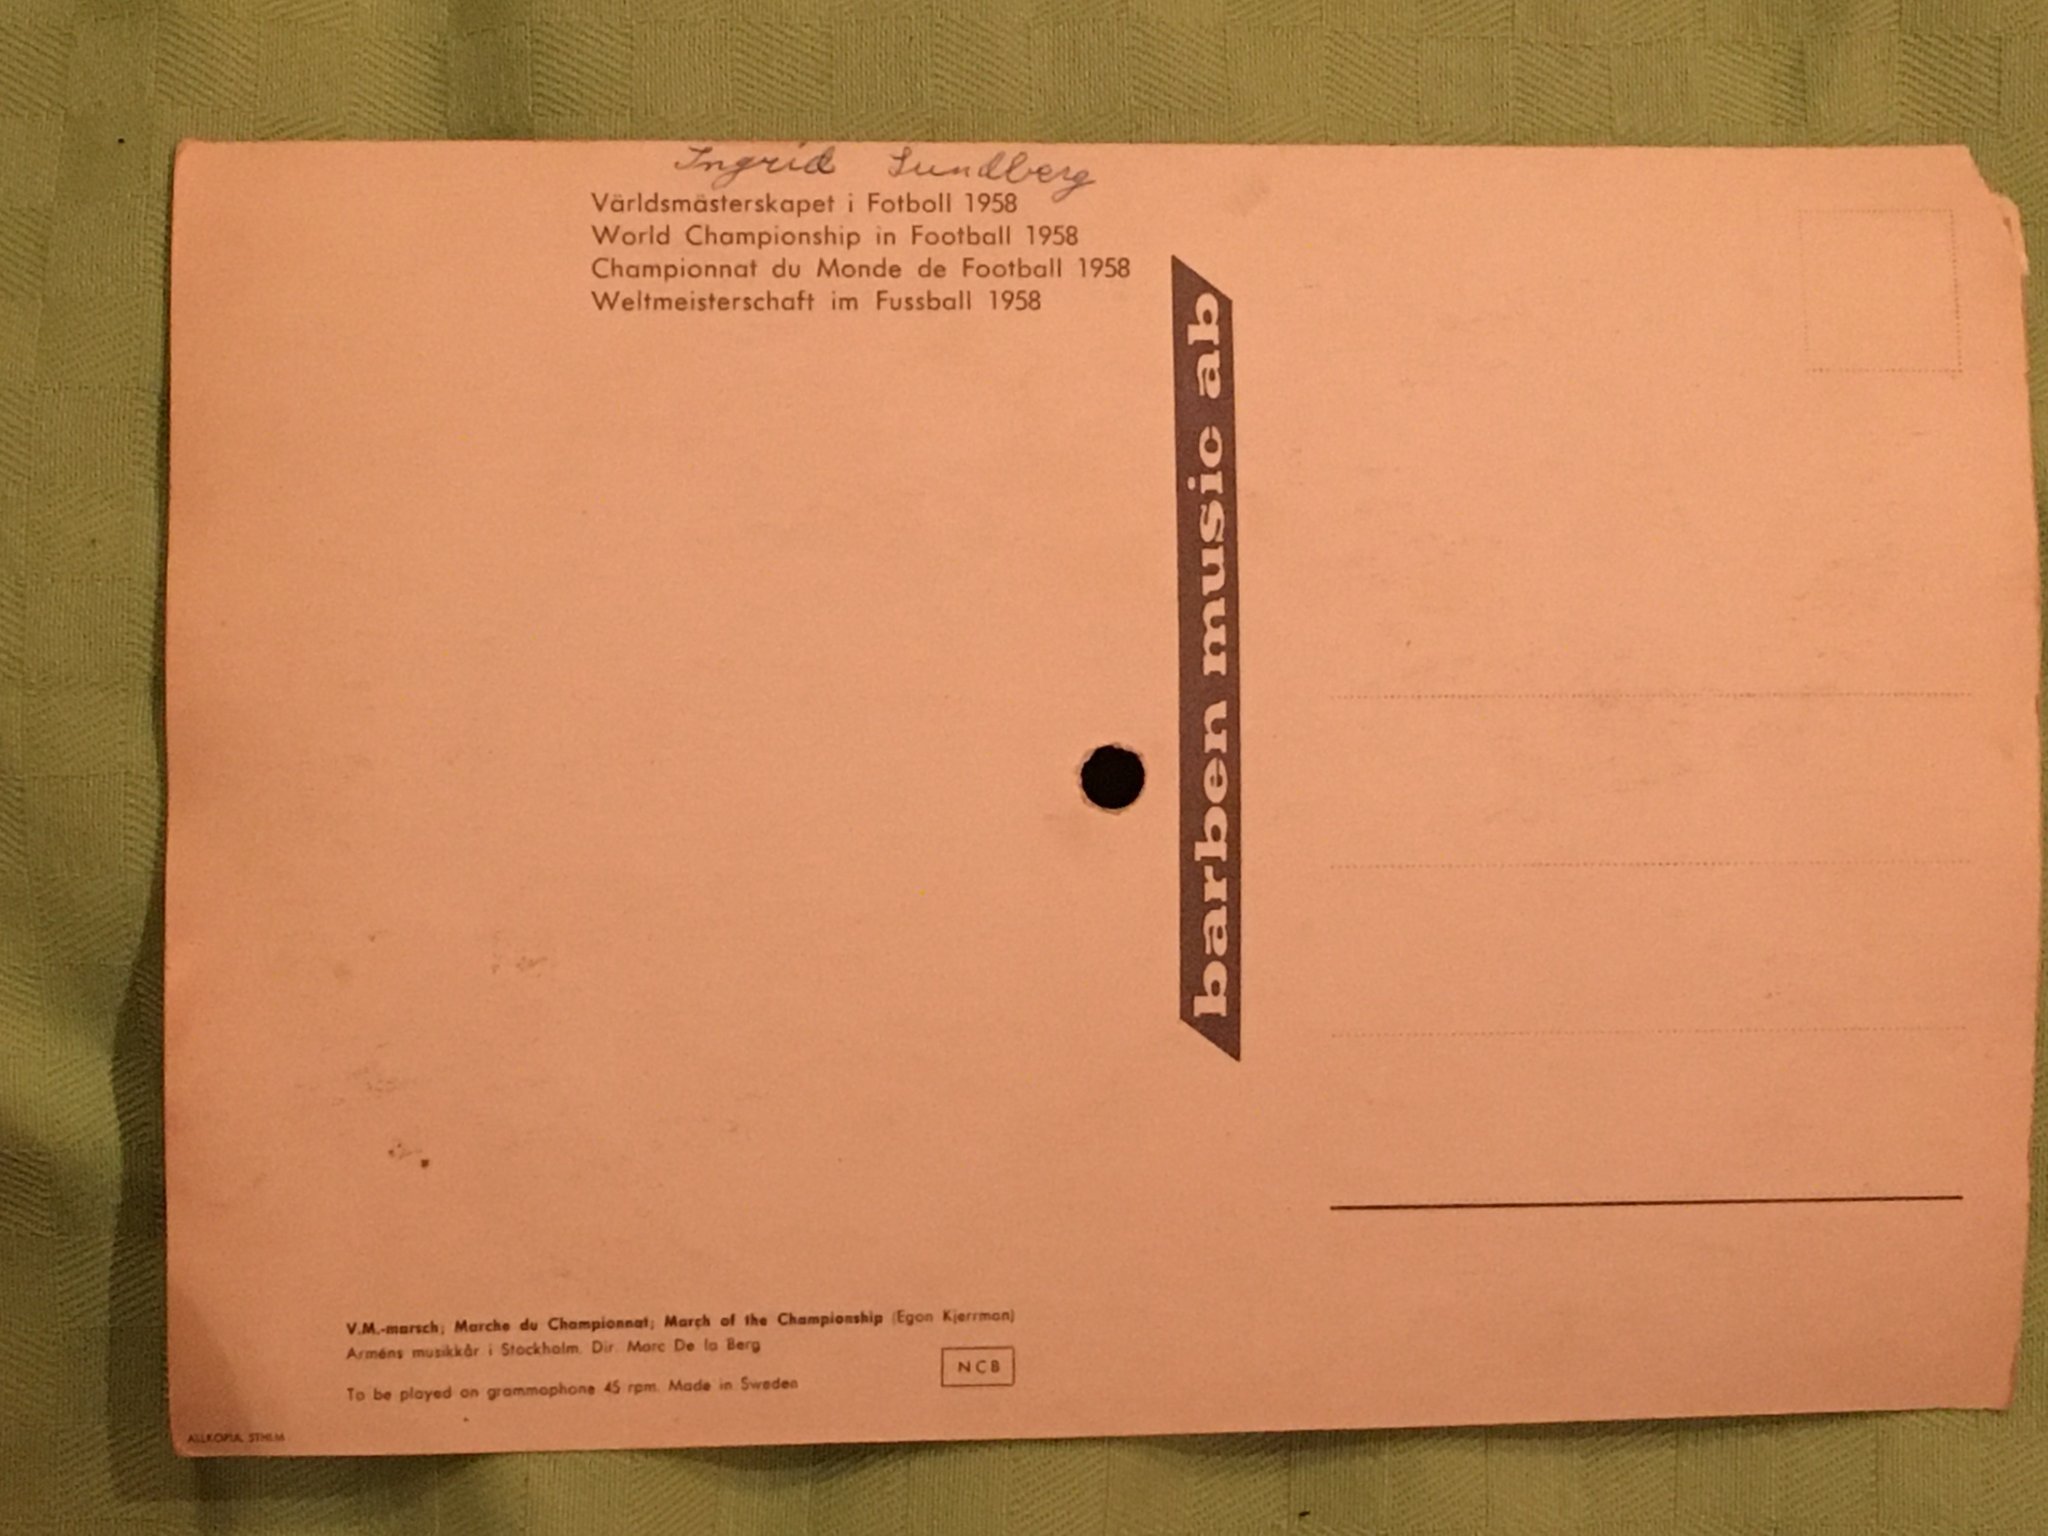 Ingrid Sundberg
Världsmästerskapet i Fotboll 1958
World Championship in Football 1958
Championnat du Monde de Football 1958
Weltmeisterschaft im Fussball 1958
barben music ab
V.M.-marsch; Marche du Championnat; March of the Championship (Egon Kjerrman)
Arméns musikkår i Stockholm. Dir. Marc De la Berg
NCB
To be played on grammophone 45 rpm. Made in Sweden
ALLKOPIA, STHLM